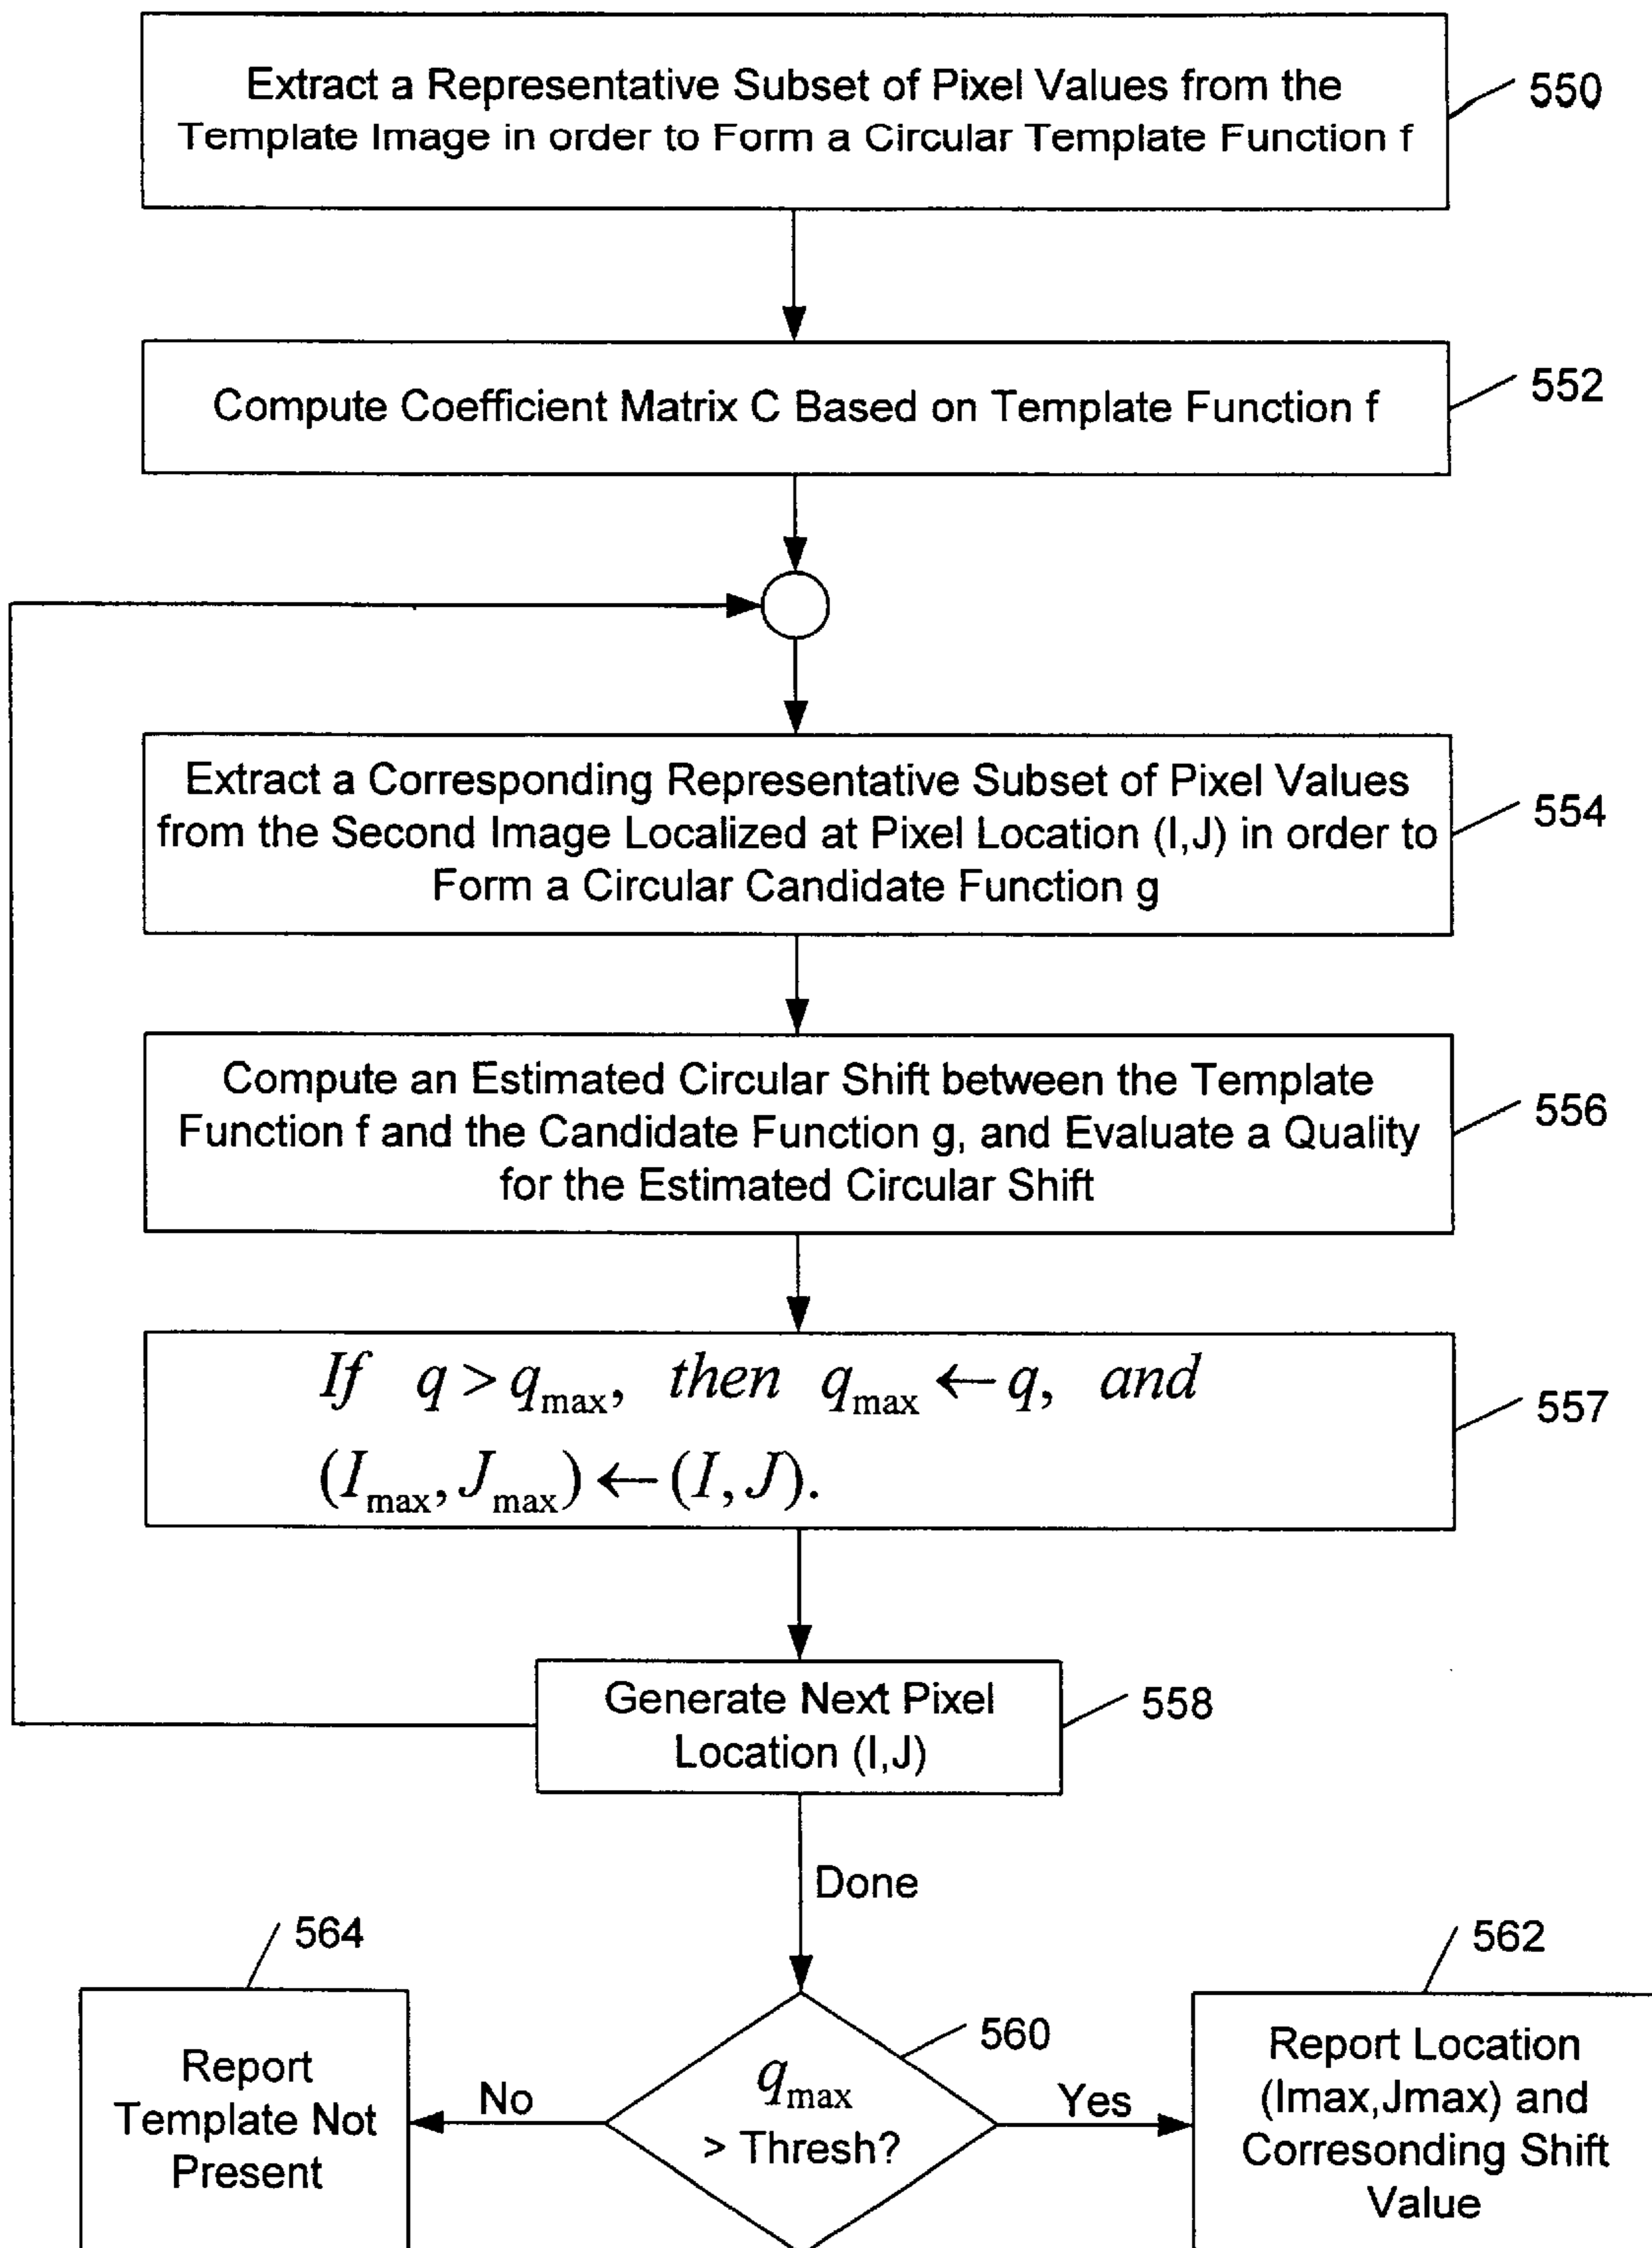 Extract a Representative Subset of Pixel Values from the
Template Image in order to Form a Circular Template Function f
550
Compute Coefficient Matrix C Based on Template Function f
552
Extract a Corresponding Representative Subset of Pixel Values
from the Second Image Localized at Pixel Location (I,J) in order to
Form a Circular Candidate Function g
554
Compute an Estimated Circular Shift between the Template
Function f and the Candidate Function g, and Evaluate a Quality
for the Estimated Circular Shift
556
If q > q_max, then q_max ← q, and
(I_max, J_max) ← (I, J).
557
Generate Next Pixel
Location (I,J)
558
Done
564
Report
Template Not
Present
No
560
q_max
> Thresh?
Yes
562
Report Location
(Imax,Jmax) and
Corresonding Shift
Value